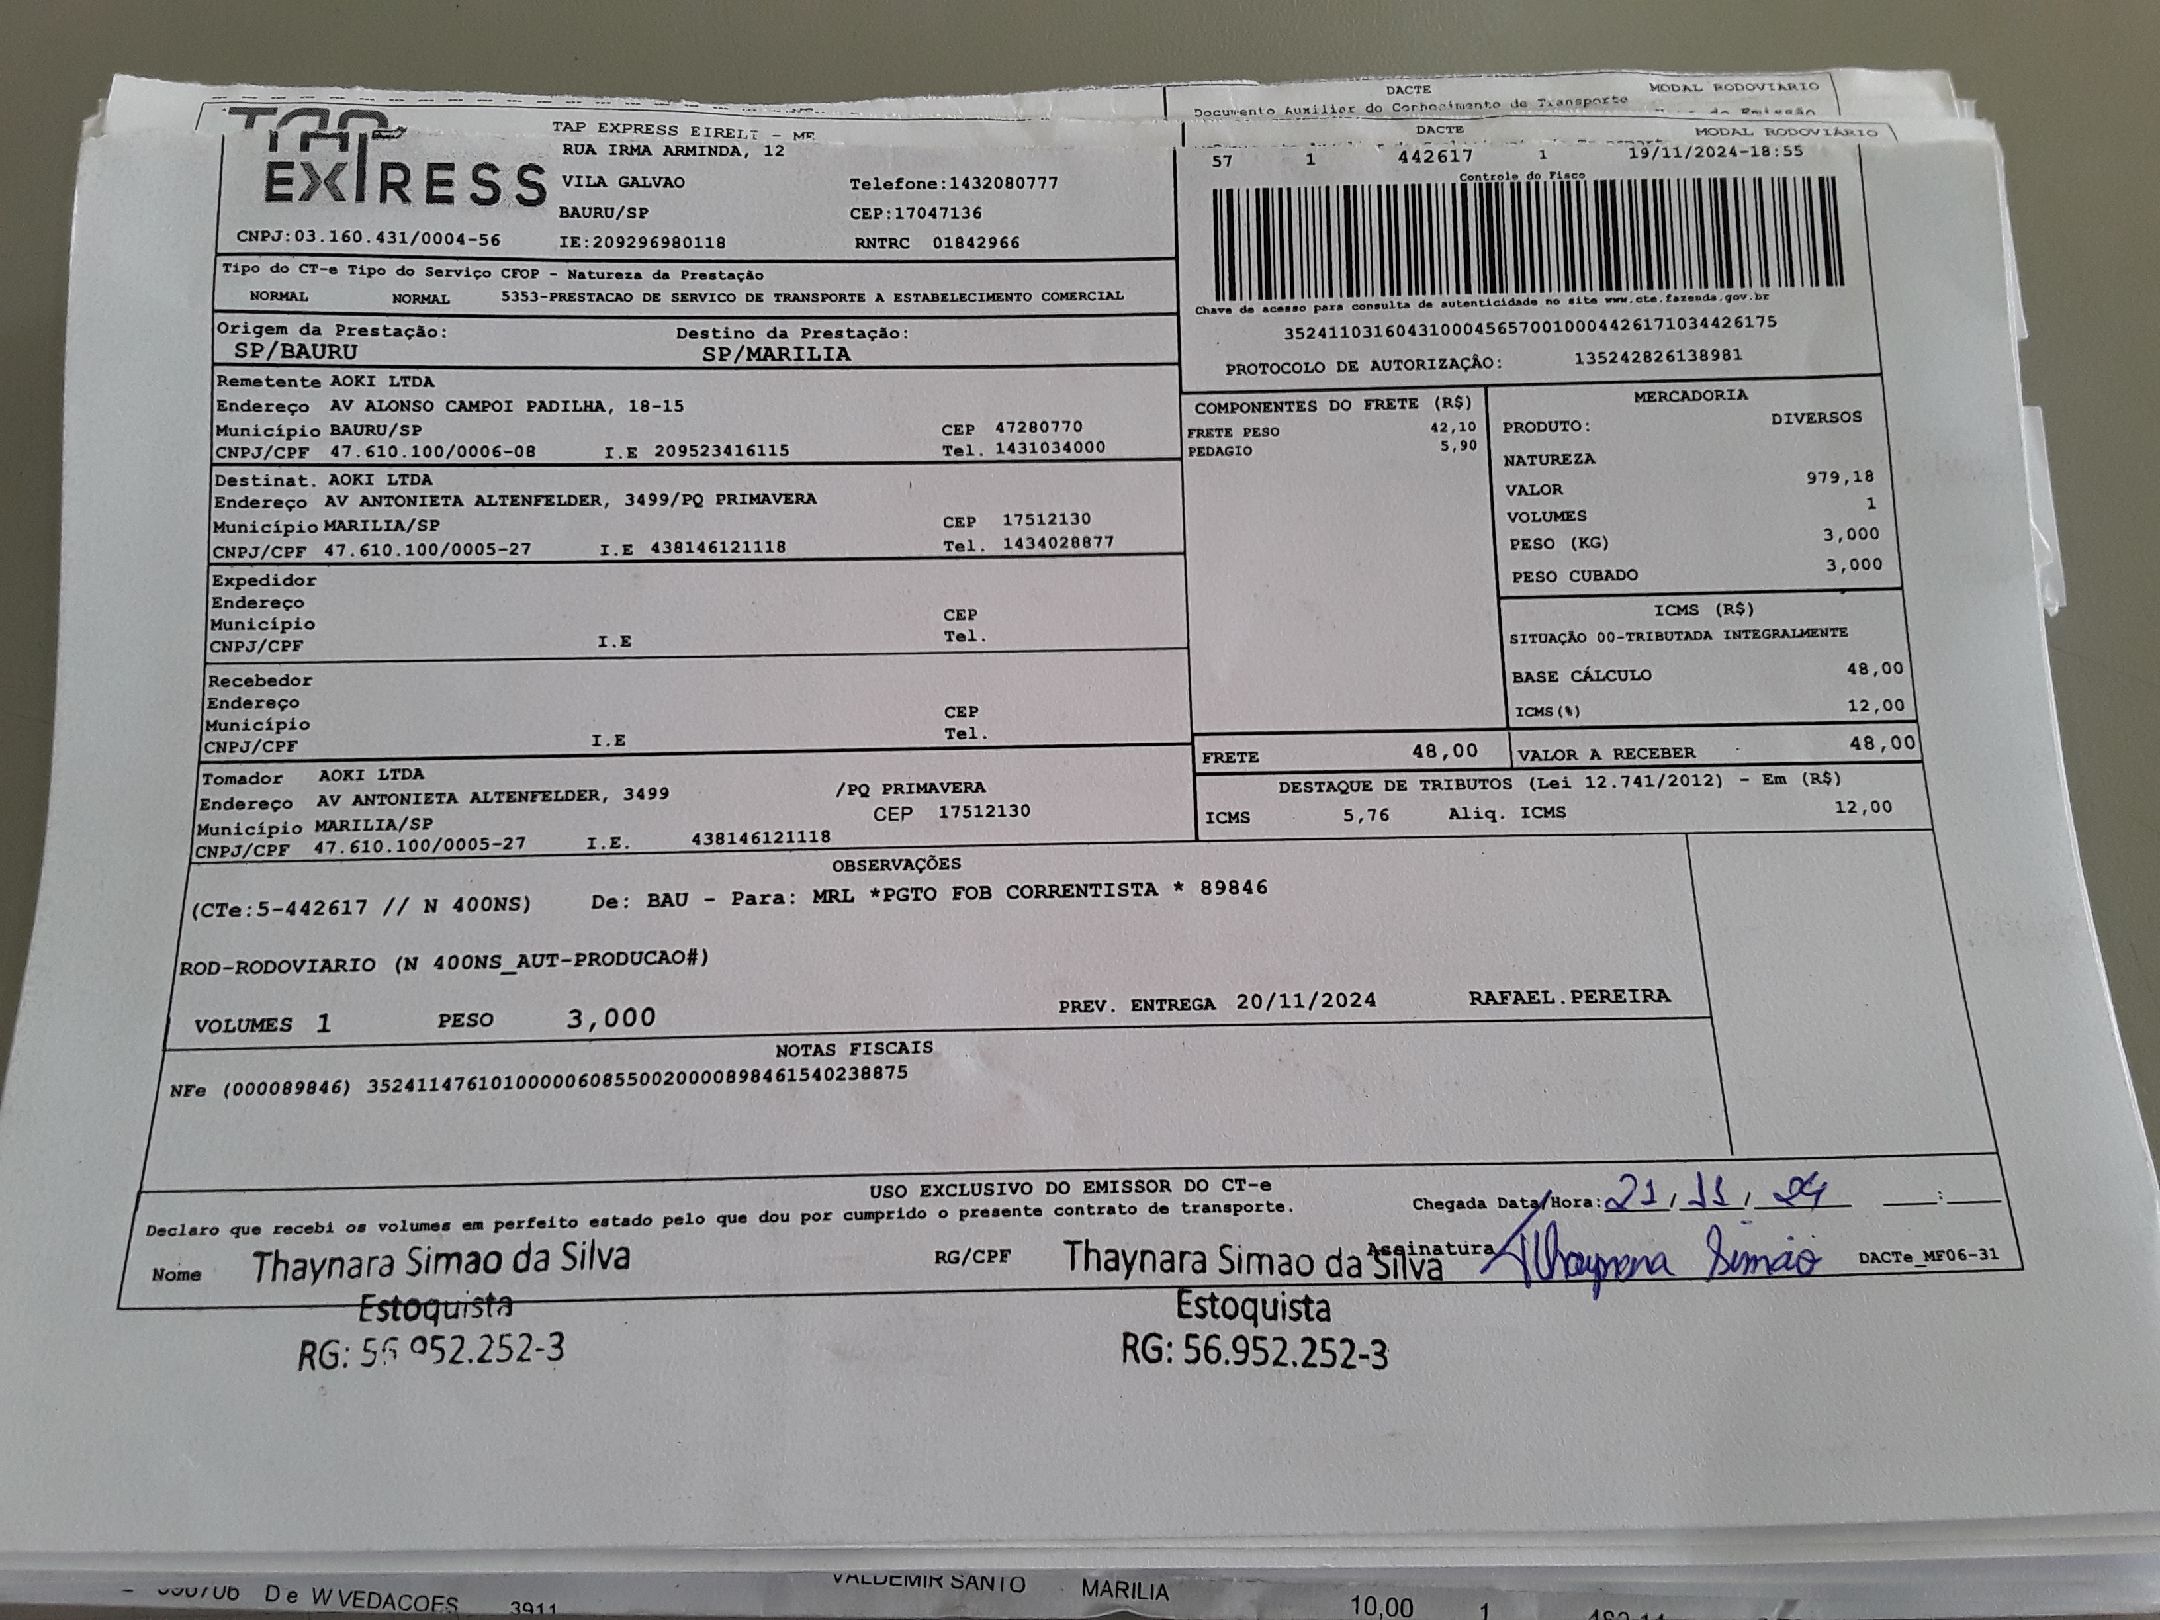 DACTE MODAL RODOVIÁRIO
Documento Auxiliar do Conhecimento de Transporte
TAP EXPRESS
TAP EXPRESS EIRELI - ME
RUA IRMA ARMINDA, 12
VILA GALVAO Telefone:1432080777
BAURU/SP CEP:17047136
CNPJ:03.160.431/0004-56 IE:209296980118 RNTRC 01842966
DACTE MODAL RODOVIÁRIO
57 1 442617 1 19/11/2024-18:55
Controle do Fisco
Chave de acesso para consulta de autenticidade no site www.cte.fazenda.gov.br
35241103160431000456570010004426171034426175
PROTOCOLO DE AUTORIZAÇÃO: 135242826138981
Tipo do CT-e Tipo do Serviço CFOP - Natureza da Prestação
NORMAL NORMAL 5353-PRESTACAO DE SERVICO DE TRANSPORTE A ESTABELECIMENTO COMERCIAL
Origem da Prestação: Destino da Prestação:
SP/BAURU SP/MARILIA
Remetente AOKI LTDA
Endereço AV ALONSO CAMPOI PADILHA, 18-15
Município BAURU/SP CEP 47280770
CNPJ/CPF 47.610.100/0006-08 I.E 209523416115 Tel. 1431034000
Destinat. AOKI LTDA
Endereço AV ANTONIETA ALTENFELDER, 3499/PQ PRIMAVERA
Município MARILIA/SP CEP 17512130
CNPJ/CPF 47.610.100/0005-27 I.E 438146121118 Tel. 1434028877
Expedidor
Endereço
Município CEP
CNPJ/CPF I.E Tel.
Recebedor
Endereço
Município CEP
CNPJ/CPF I.E Tel.
Tomador AOKI LTDA
Endereço AV ANTONIETA ALTENFELDER, 3499 /PQ PRIMAVERA
Município MARILIA/SP CEP 17512130
CNPJ/CPF 47.610.100/0005-27 I.E. 438146121118
COMPONENTES DO FRETE (R$)
FRETE PESO 42,10
PEDAGIO 5,90
MERCADORIA
PRODUTO: DIVERSOS
NATUREZA
VALOR 979,18
VOLUMES 1
PESO (KG) 3,000
PESO CUBADO 3,000
ICMS (R$)
SITUAÇÃO 00-TRIBUTADA INTEGRALMENTE
BASE CÁLCULO 48,00
ICMS(%) 12,00
FRETE 48,00 VALOR A RECEBER 48,00
DESTAQUE DE TRIBUTOS (Lei 12.741/2012) - Em (R$)
ICMS 5,76 Aliq. ICMS 12,00
OBSERVAÇÕES
(CTe:5-442617 // N 400NS) De: BAU - Para: MRL *PGTO FOB CORRENTISTA * 89846
ROD-RODOVIARIO (N 400NS_AUT-PRODUCAO#)
VOLUMES 1 PESO 3,000 PREV. ENTREGA 20/11/2024 RAFAEL.PEREIRA
NOTAS FISCAIS
NFe (000089846) 35241147610100000608550020000898461540238875
USO EXCLUSIVO DO EMISSOR DO CT-e
Declaro que recebi os volumes em perfeito estado pelo que dou por cumprido o presente contrato de transporte.
Chegada Data/Hora: 21/11/24 :
Nome Thaynara Simao da Silva RG/CPF Thaynara Simao da Silva Assinatura Thaynara Simão DACTe_MF06-31
Estoquista Estoquista
RG: 56.952.252-3 RG: 56.952.252-3
De W VEDACOES 3911 VALDEMIR SANTO MARILIA 10,00 1